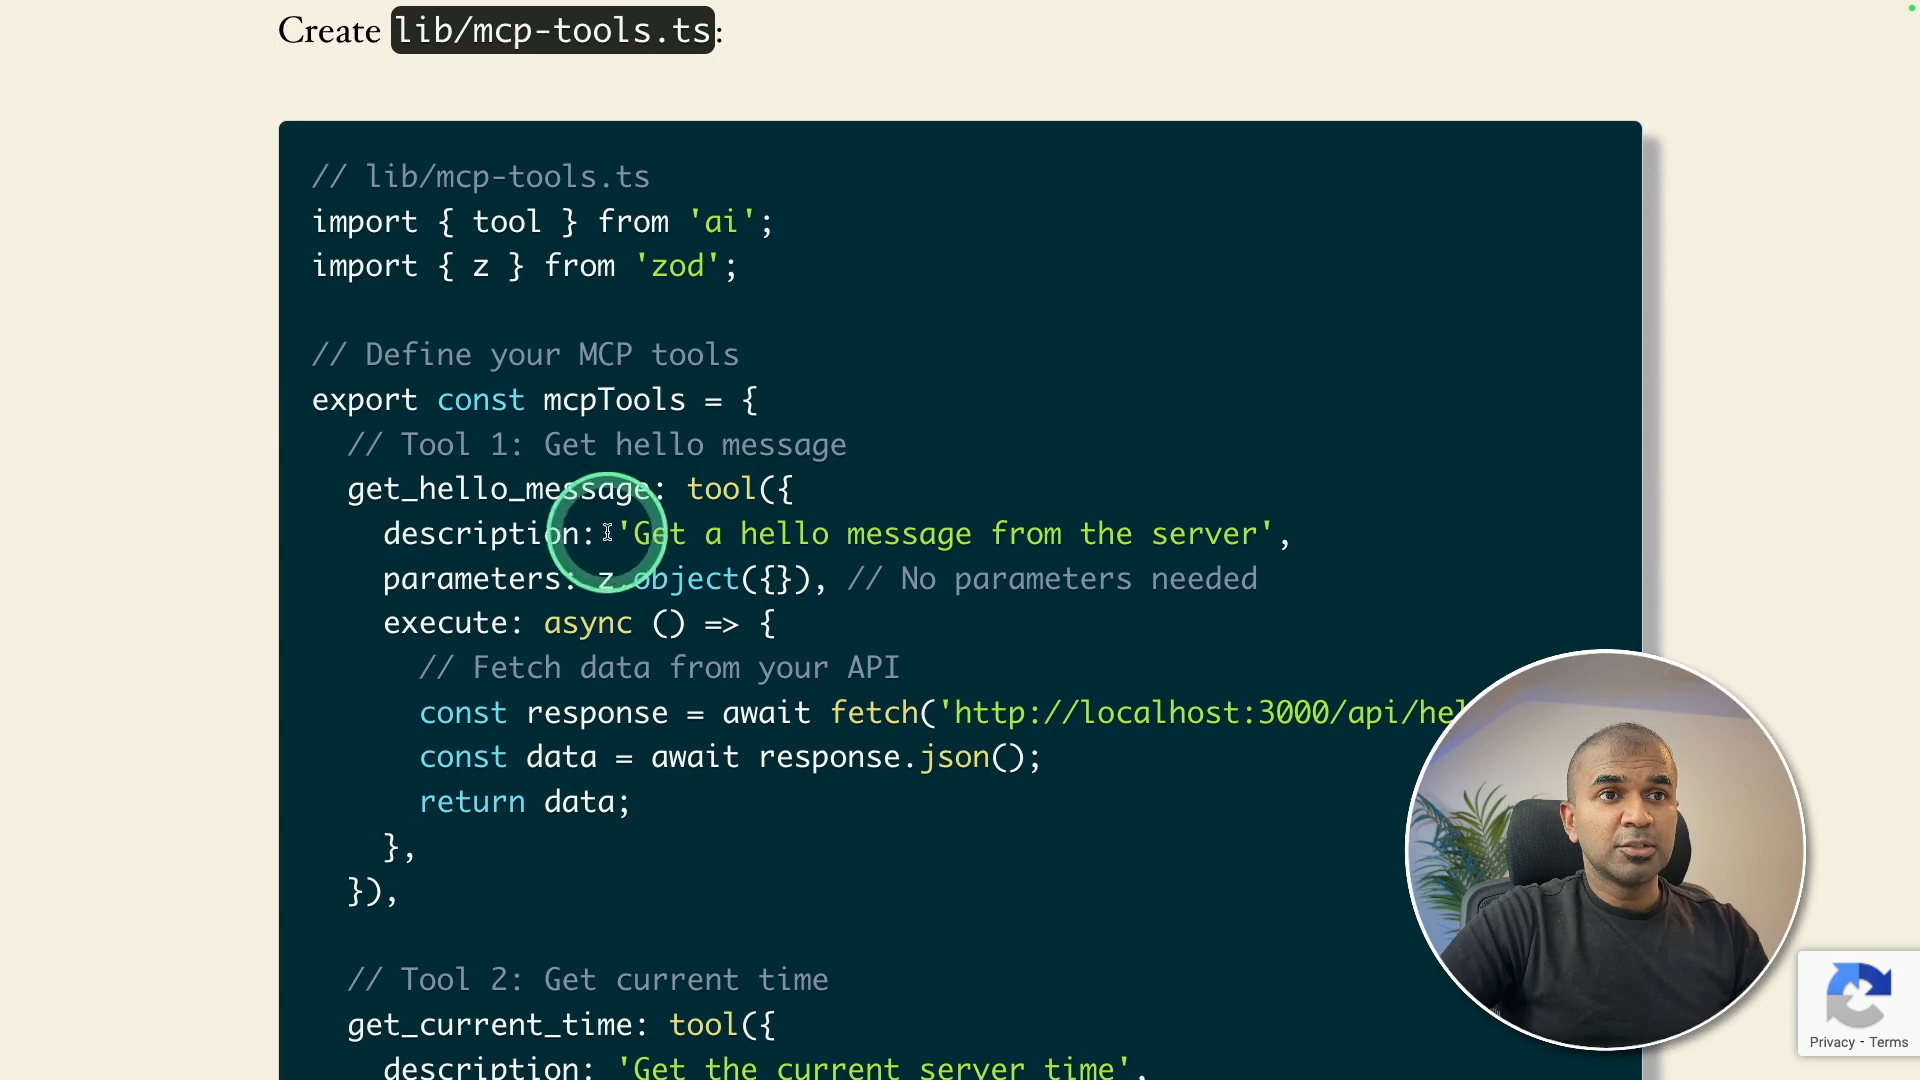 Create lib/mcp-tools.ts:
// lib/mcp-tools.ts
import { tool } from 'ai';
import { z } from 'zod';
// Define your MCP tools
export const mcpTools = {
// Tool 1: Get hello message
get_hello_message: tool({
description: 'Get a hello message from the server',
parameters: z.object({}), // No parameters needed
execute: async () => {
// Fetch data from your API
const response = await fetch('http://localhost:3000/api/hel
const data = await response.json();
return data;
},
}),
// Tool 2: Get current time
get_current_time: tool({
description: 'Get the current server time',
Privacy - Terms